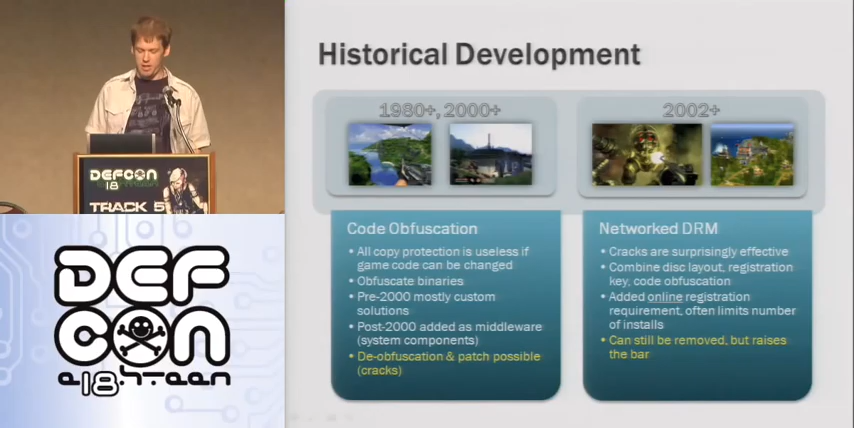 DEFCON
18
TRACK 5
DEF
CON
e18hteen
Historical Development
1980+, 2000+
2002+
Code Obfuscation
• All copy protection is useless if
game code can be changed
• Obfuscate binaries
• Pre-2000 mostly custom
solutions
• Post-2000 added as middleware
(system components)
• De-obfuscation & patch possible
(cracks)
Networked DRM
• Cracks are surprisingly effective
• Combine disc layout, registration
key, code obfuscation
• Added online registration
requirement, often limits number
of installs
• Can still be removed, but raises
the bar